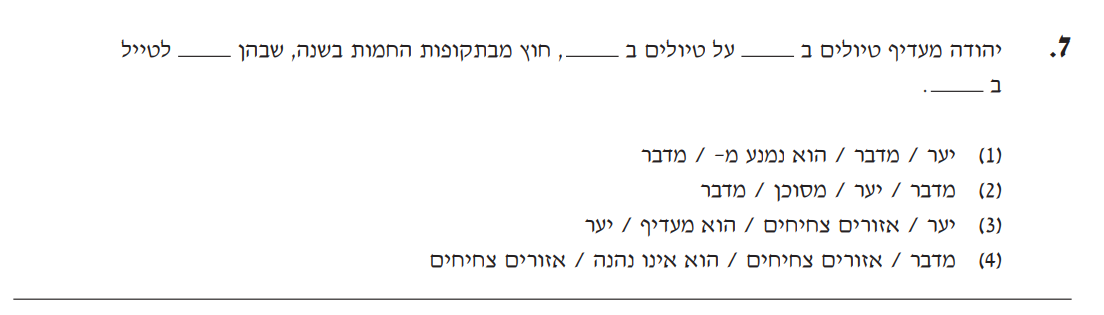 7. יהודה מעדיף טיולים ב _____ על טיולים ב _____, חוץ מבתקופות החמות בשנה, שבהן _____ לטייל
ב _____.
(1) יער / מדבר / הוא נמנע מ- / מדבר
(2) מדבר / יער / מסוכן / מדבר
(3) יער / אזורים צחיחים / הוא מעדיף / יער
(4) מדבר / אזורים צחיחים / הוא אינו נהנה / אזורים צחיחים